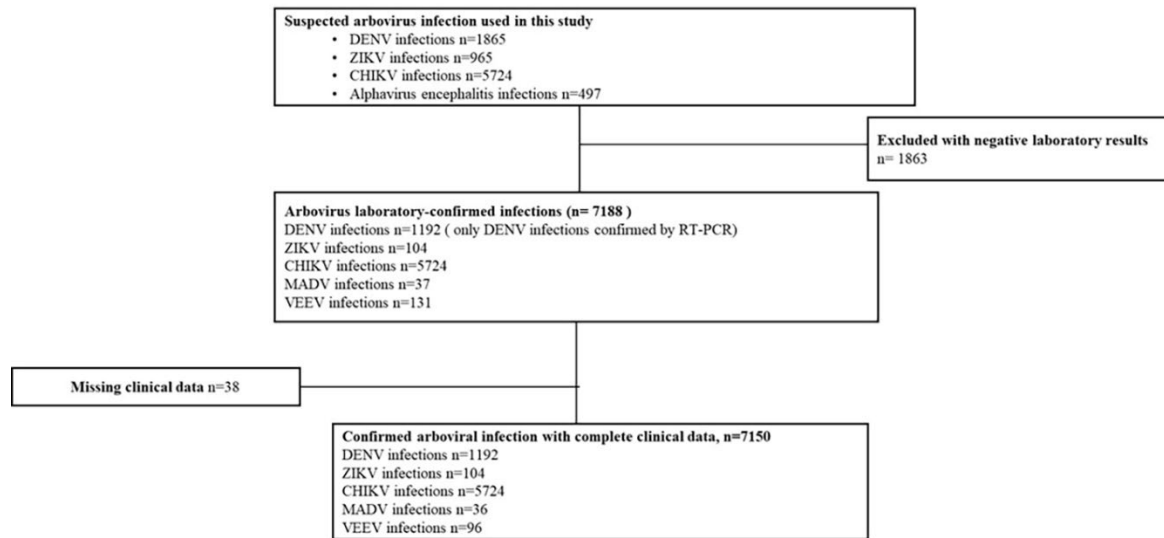 Suspected arbovirus infection used in this study
• DENV infections n=1865
• ZIKV infections n=965
• CHIKV infections n=5724
• Alphavirus encephalitis infections n=497
Excluded with negative laboratory results
n= 1863
Arbovirus laboratory-confirmed infections (n= 7188 )
DENV infections n=1192 ( only DENV infections confirmed by RT-PCR)
ZIKV infections n=104
CHIKV infections n=5724
MADV infections n=37
VEEV infections n=131
Missing clinical data n=38
Confirmed arboviral infection with complete clinical data, n=7150
DENV infections n=1192
ZIKV infections n=104
CHIKV infections n=5724
MADV infections n=36
VEEV infections n=96